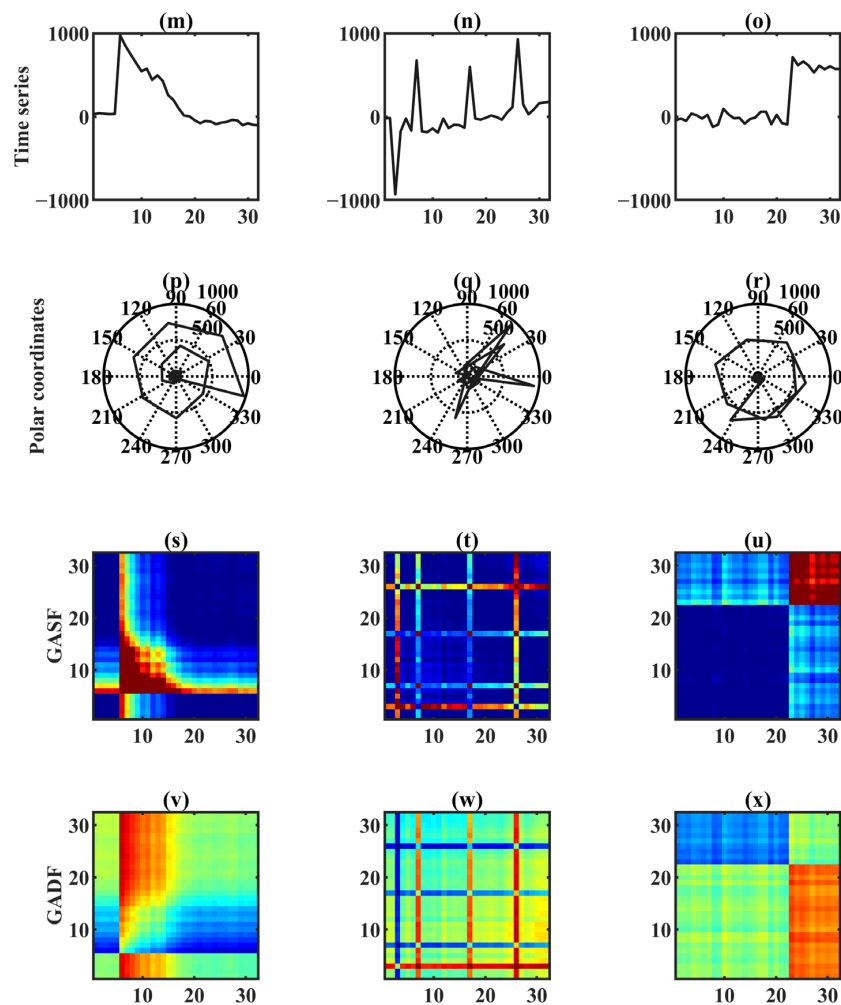 (m) (n) (o)
Time series
1000 1000 1000
0 0 0
−1000 −1000 −1000
10 20 30 10 20 30 10 20 30
Polar coordinates
(p) (q) (r)
90 1000 90 1000 90 1000
120 60 120 60 120 60
500 500 500
150 30 150 30 150 30
180 0 180 0 180 0
210 330 210 330 210 330
240 300 240 300 240 300
270 270 270
GASF
(s) (t) (u)
30 30 30
20 20 20
10 10 10
10 20 30 10 20 30 10 20 30
GADF
(v) (w) (x)
30 30 30
20 20 20
10 10 10
10 20 30 10 20 30 10 20 30